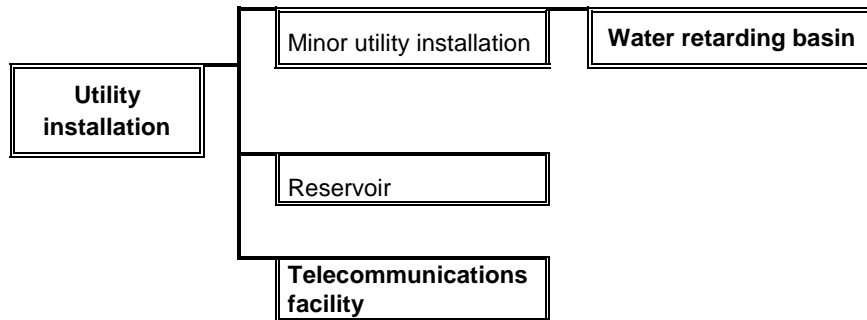 Minor utility installation
Water retarding basin
Utility
installation
Reservoir
Telecommunications
facility